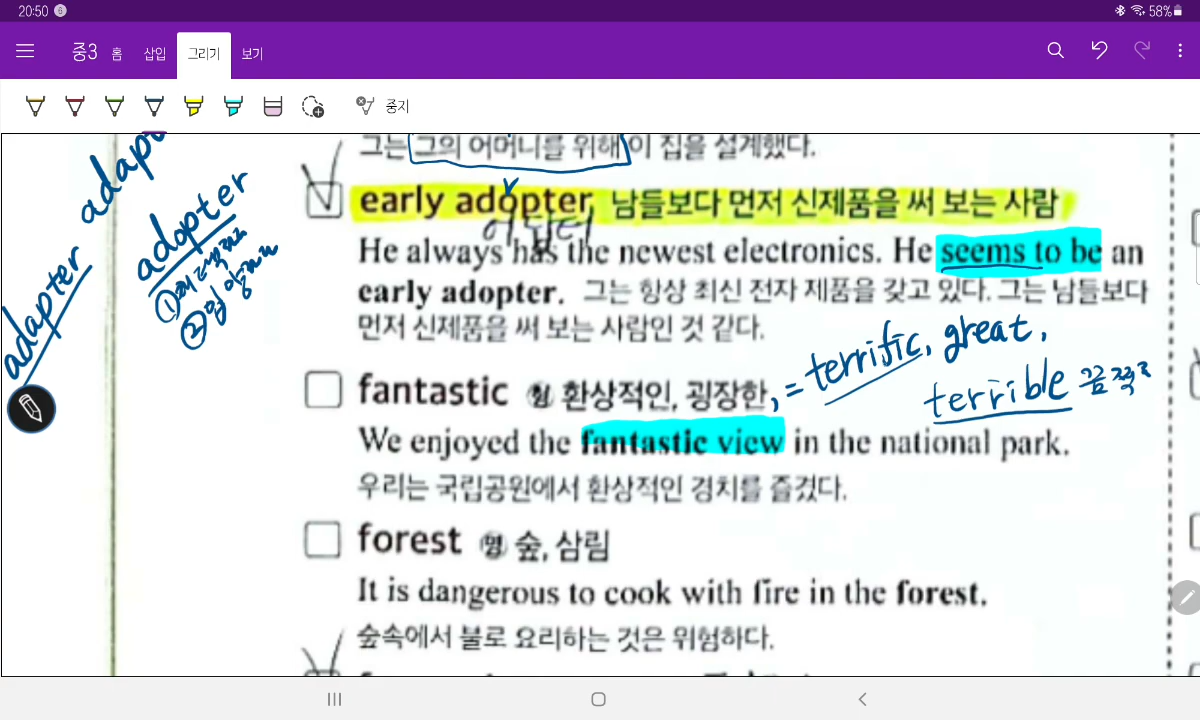 20:50 6 58%
중3 홈 삽입 그리기 보기
중지
그는 그의 어머니를 위해 이 집을 설계했다.
adapt
adopter
adapter
early adopter 남들보다 먼저 신제품을 써 보는 사람
He always has the newest electronics. He seems to be an
early adopter. 그는 항상 최신 전자 제품을 갖고 있다. 그는 남들보다
먼저 신제품을 써 보는 사람인 것 같다.
fantastic 형 환상적인, 굉장한, = terrific, great,
terrible 끔찍
We enjoyed the fantastic view in the national park.
우리는 국립공원에서 환상적인 경치를 즐겼다.
forest 명 숲, 삼림
It is dangerous to cook with fire in the forest.
숲속에서 불로 요리하는 것은 위험하다.